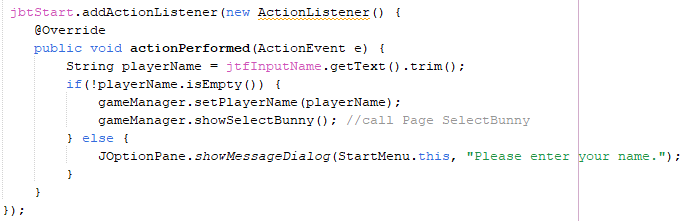 jbtStart.addActionListener(new ActionListener() {
    @Override
    public void actionPerformed(ActionEvent e) {
        String playerName = jtfInputName.getText().trim();
        if(!playerName.isEmpty()) {
            gameManager.setPlayerName(playerName);
            gameManager.showSelectBunny(); //call Page SelectBunny
        } else {
            JOptionPane.showMessageDialog(StartMenu.this, "Please enter your name.");
        }
    }
});